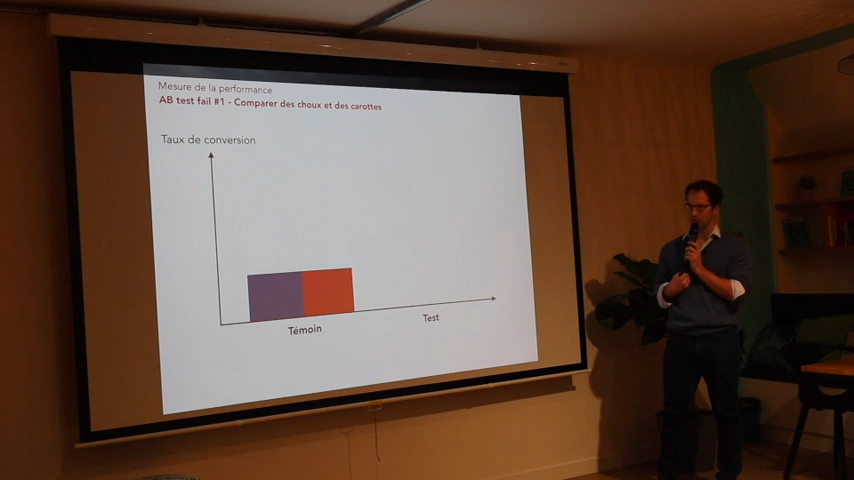 Mesure de la performance
AB test fail #1 - Comparer des choux et des carottes
Taux de conversion
Témoin
Test